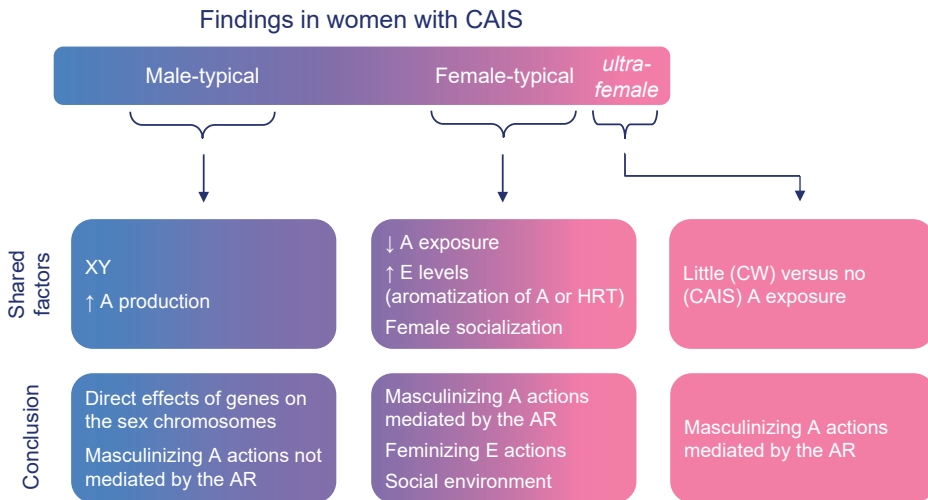 Findings in women with CAIS
Male-typical
Female-typical
ultra-
female
Shared
factors
XY
↑ A production
↓ A exposure
↑ E levels
(aromatization of A or HRT)
Female socialization
Little (CW) versus no
(CAIS) A exposure
Conclusion
Direct effects of genes on
the sex chromosomes
Masculinizing A actions not
mediated by the AR
Masculinizing A actions
mediated by the AR
Feminizing E actions
Social environment
Masculinizing A actions
mediated by the AR